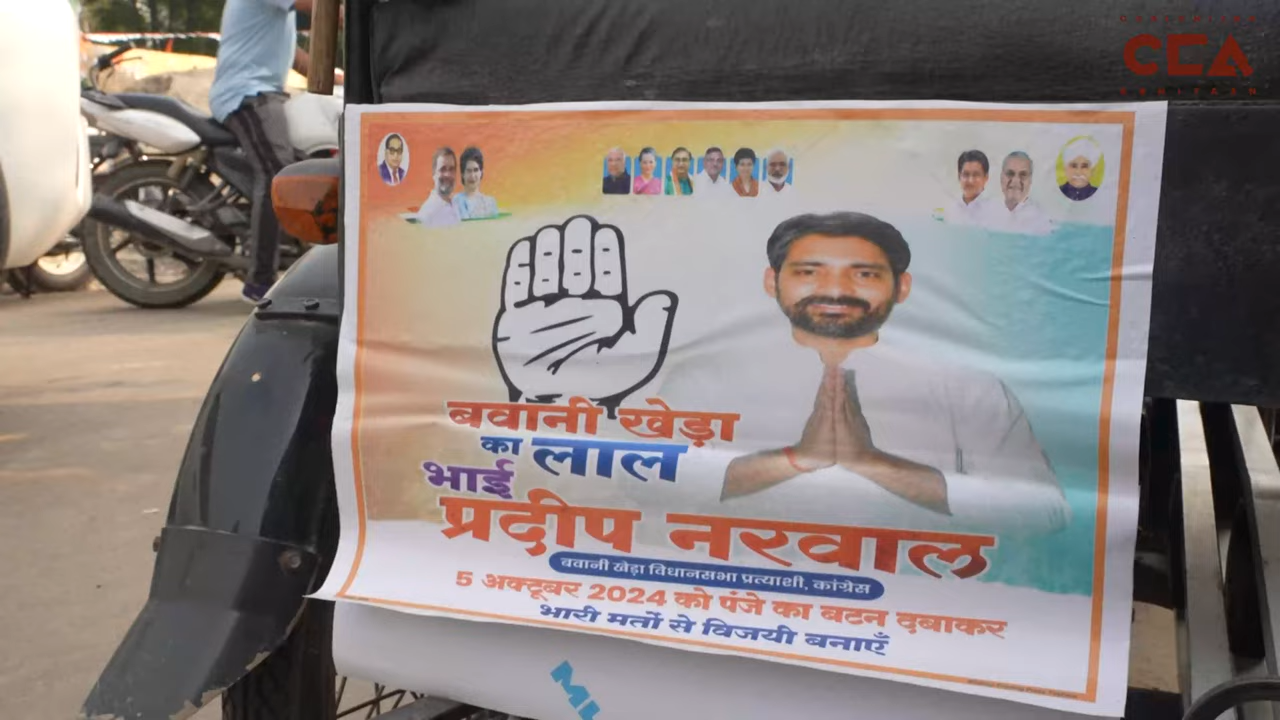 CEA
बवानी खेड़ा
का लाल
भाई
प्रदीप नरवाल
बवानी खेड़ा विधानसभा प्रत्याशी, कांग्रेस
5 अक्टूबर 2024 को पंजे का बटन दबाकर
भारी मतों से विजयी बनाएँ